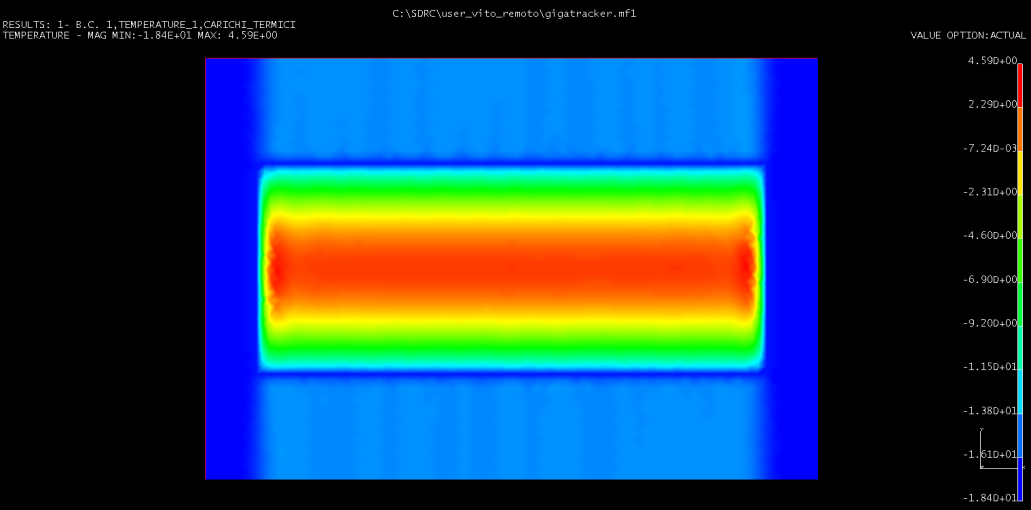 C:\SDRC\user_vito_remoto\gigatracker.mf1
RESULTS: 1- B.C. 1,TEMPERATURE_1,CARICHI_TERMICI
TEMPERATURE - MAG MIN:-1.84E+01 MAX: 4.59E+00
VALUE OPTION:ACTUAL
4.59D+00
2.29D+00
-7.24D-03
-2.31D+00
-4.60D+00
-6.90D+00
-9.20D+00
-1.15D+01
-1.38D+01
-1.61D+01
-1.84D+01